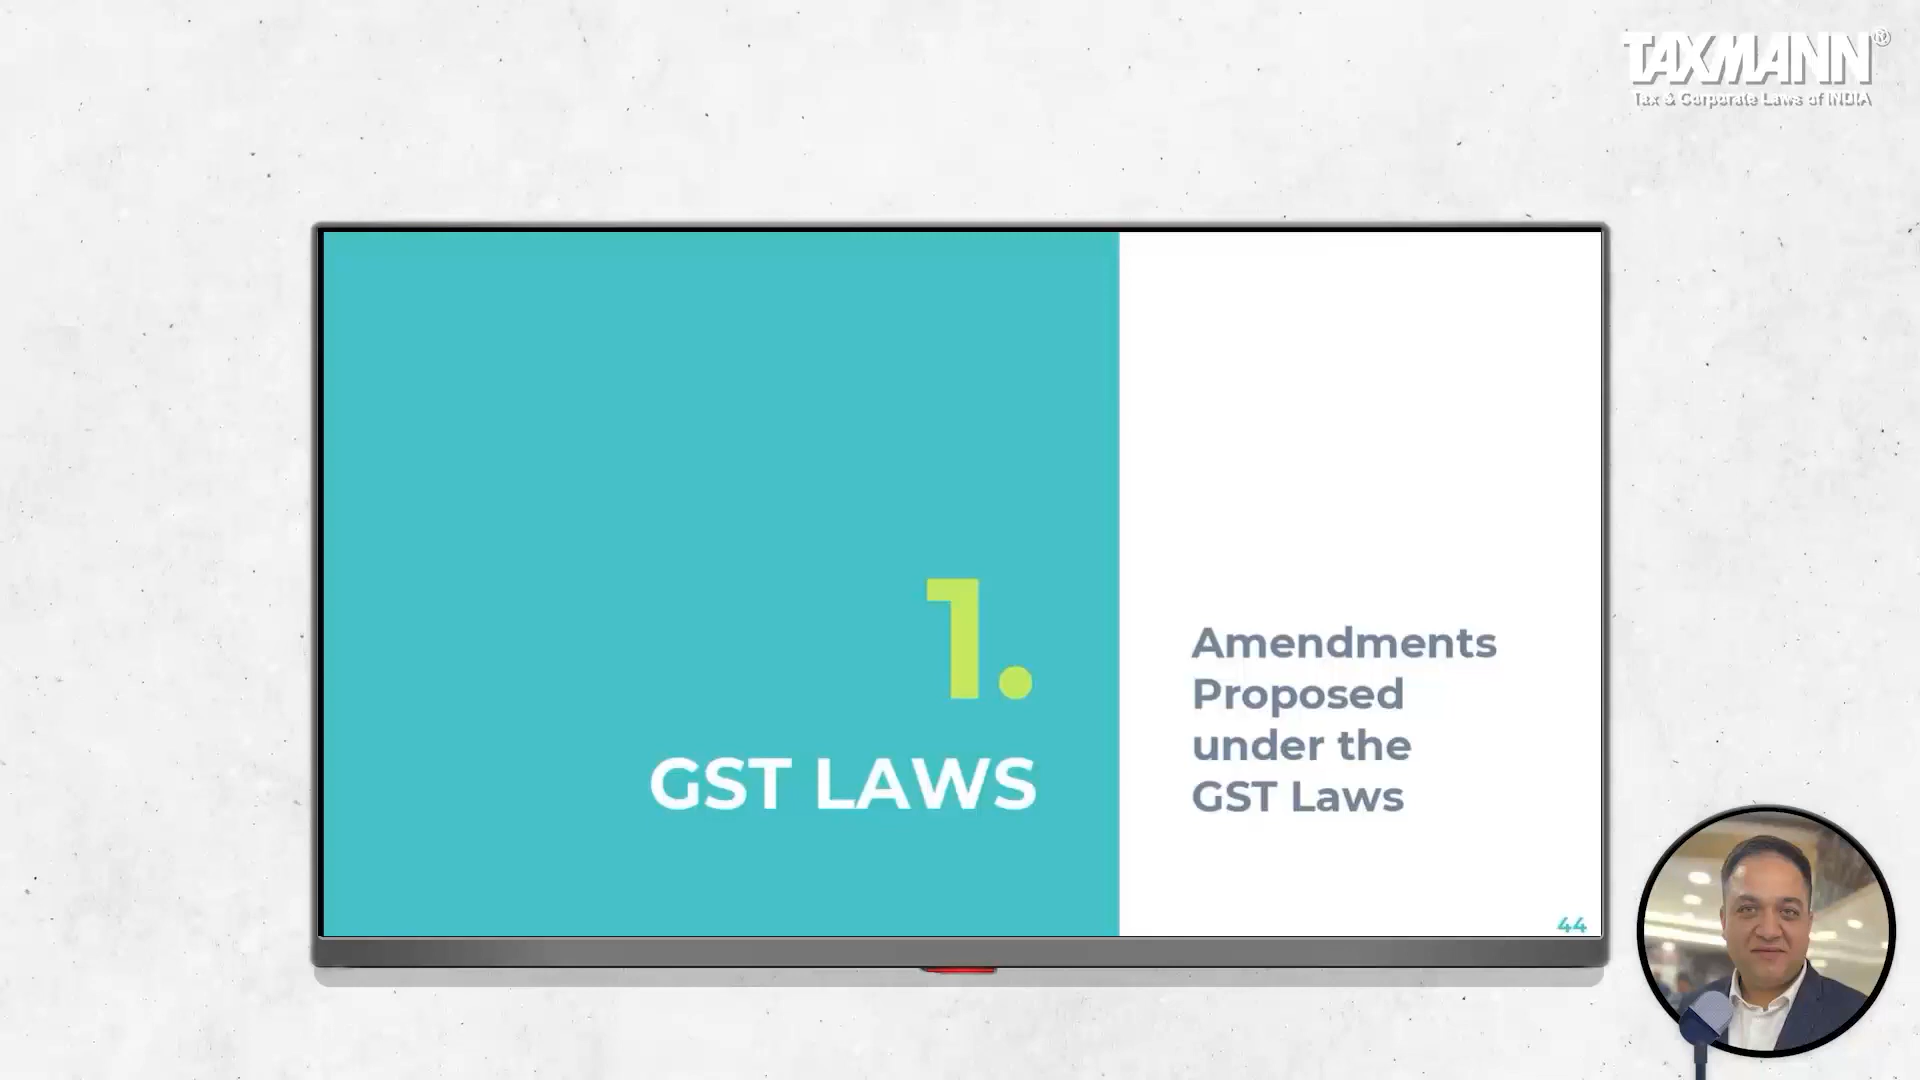 TAXMANN®
Tax & Corporate Laws of INDIA
1.
GST LAWS
Amendments
Proposed
under the
GST Laws
44